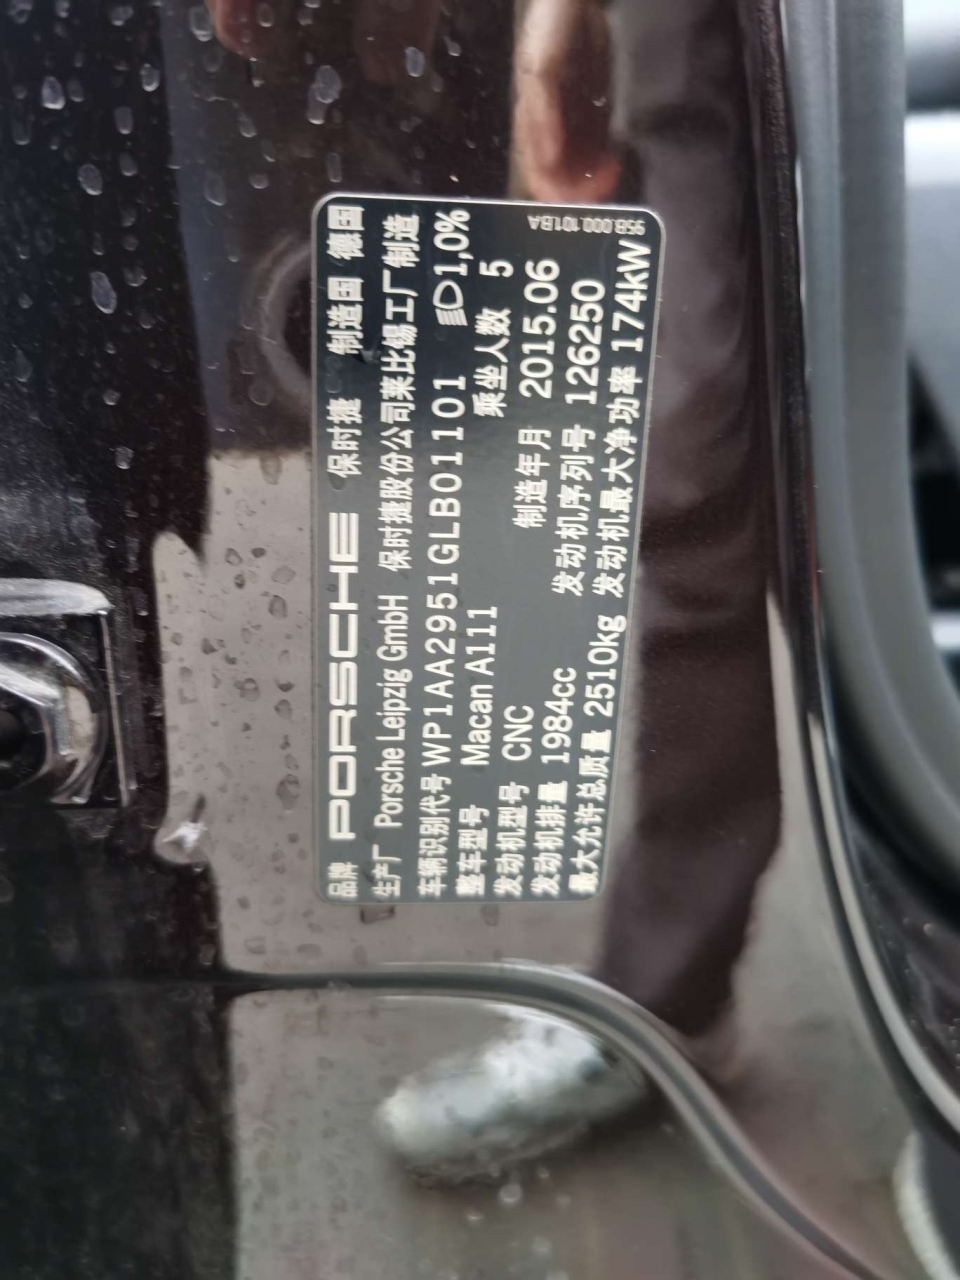 品牌 PORSCHE 保时捷 制造国 德国
生产厂 Porsche Leipzig GmbH 保时捷股份公司莱比锡工厂制造
车辆识别代号 WP1AA2951GLB01101 1,0%
整车型号 Macan A111 乘坐人数 5
发动机型号 CNC 制造年月 2015.06
发动机排量 1984cc 发动机序列号 126250
最大允许总质量 2510kg 发动机最大净功率 174kW
95B.000.101.BA